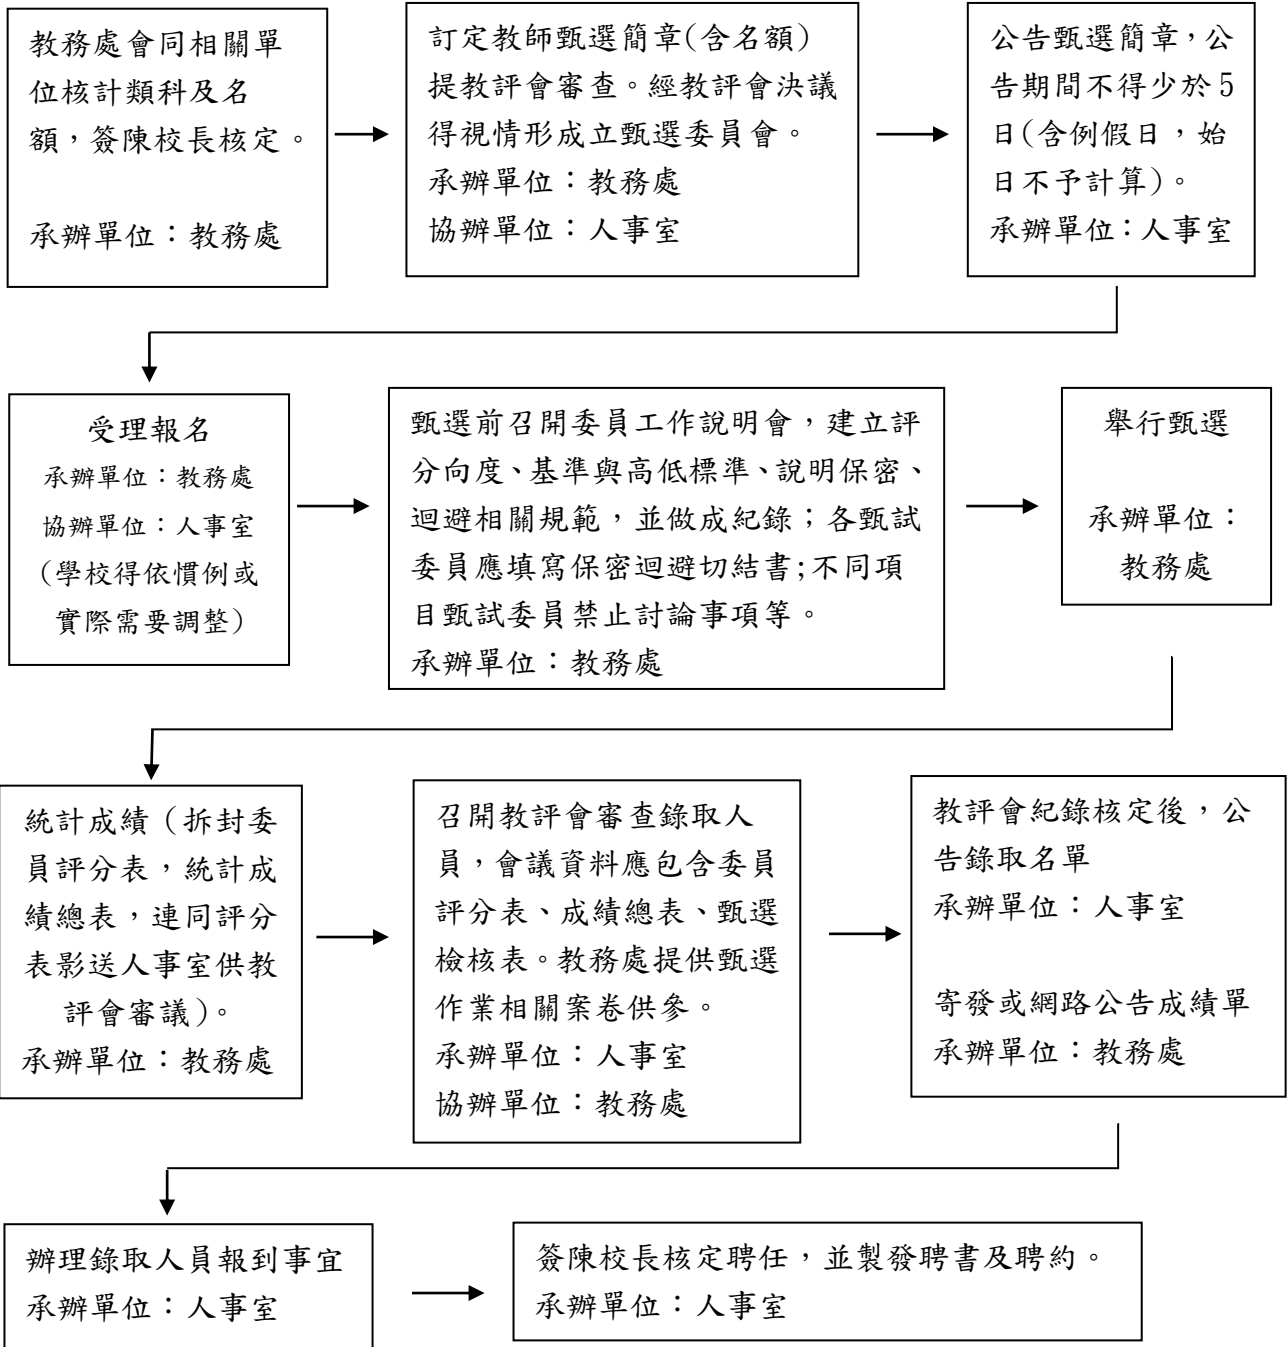 教務處會同相關單
位核計類科及名
額，簽陳校長核定。
承辦單位：教務處
訂定教師甄選簡章(含名額)
提教評會審查。經教評會決議
得視情形成立甄選委員會。
承辦單位：教務處
協辦單位：人事室
公告甄選簡章，公
告期間不得少於5
日(含例假日，始
日不予計算)。
承辦單位：人事室
受理報名
承辦單位：教務處
協辦單位：人事室
(學校得依慣例或
實際需要調整)
甄選前召開委員工作說明會，建立評
分向度、基準與高低標準、說明保密、
迴避相關規範，並做成紀錄；各甄試
委員應填寫保密迴避切結書;不同項
目甄試委員禁止討論事項等。
承辦單位：教務處
舉行甄選
承辦單位：
教務處
統計成績（拆封委
員評分表，統計成
績總表，連同評分
表影送人事室供教
評會審議)。
承辦單位：教務處
召開教評會審查錄取人
員，會議資料應包含委員
評分表、成績總表、甄選
檢核表。教務處提供甄選
作業相關案卷供參。
承辦單位：人事室
協辦單位：教務處
教評會紀錄核定後，公
告錄取名單
承辦單位：人事室
寄發或網路公告成績單
承辦單位：教務處
辦理錄取人員報到事宜
承辦單位：人事室
簽陳校長核定聘任，並製發聘書及聘約。
承辦單位：人事室